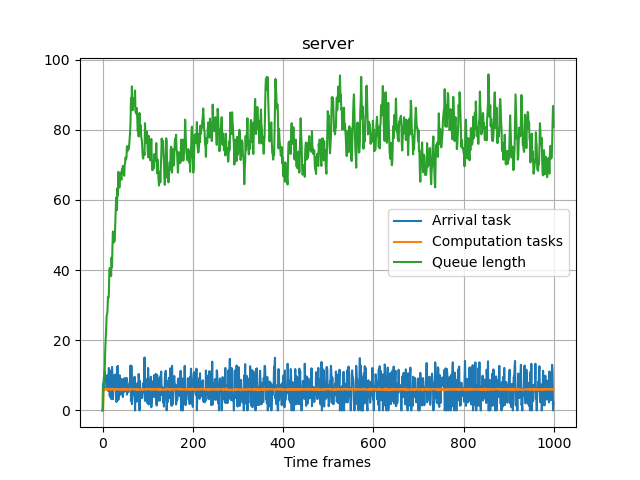 server
100
80
60
40
20
0
Arrival task
Computation tasks
Queue length
0 200 400 600 800 1000
Time frames